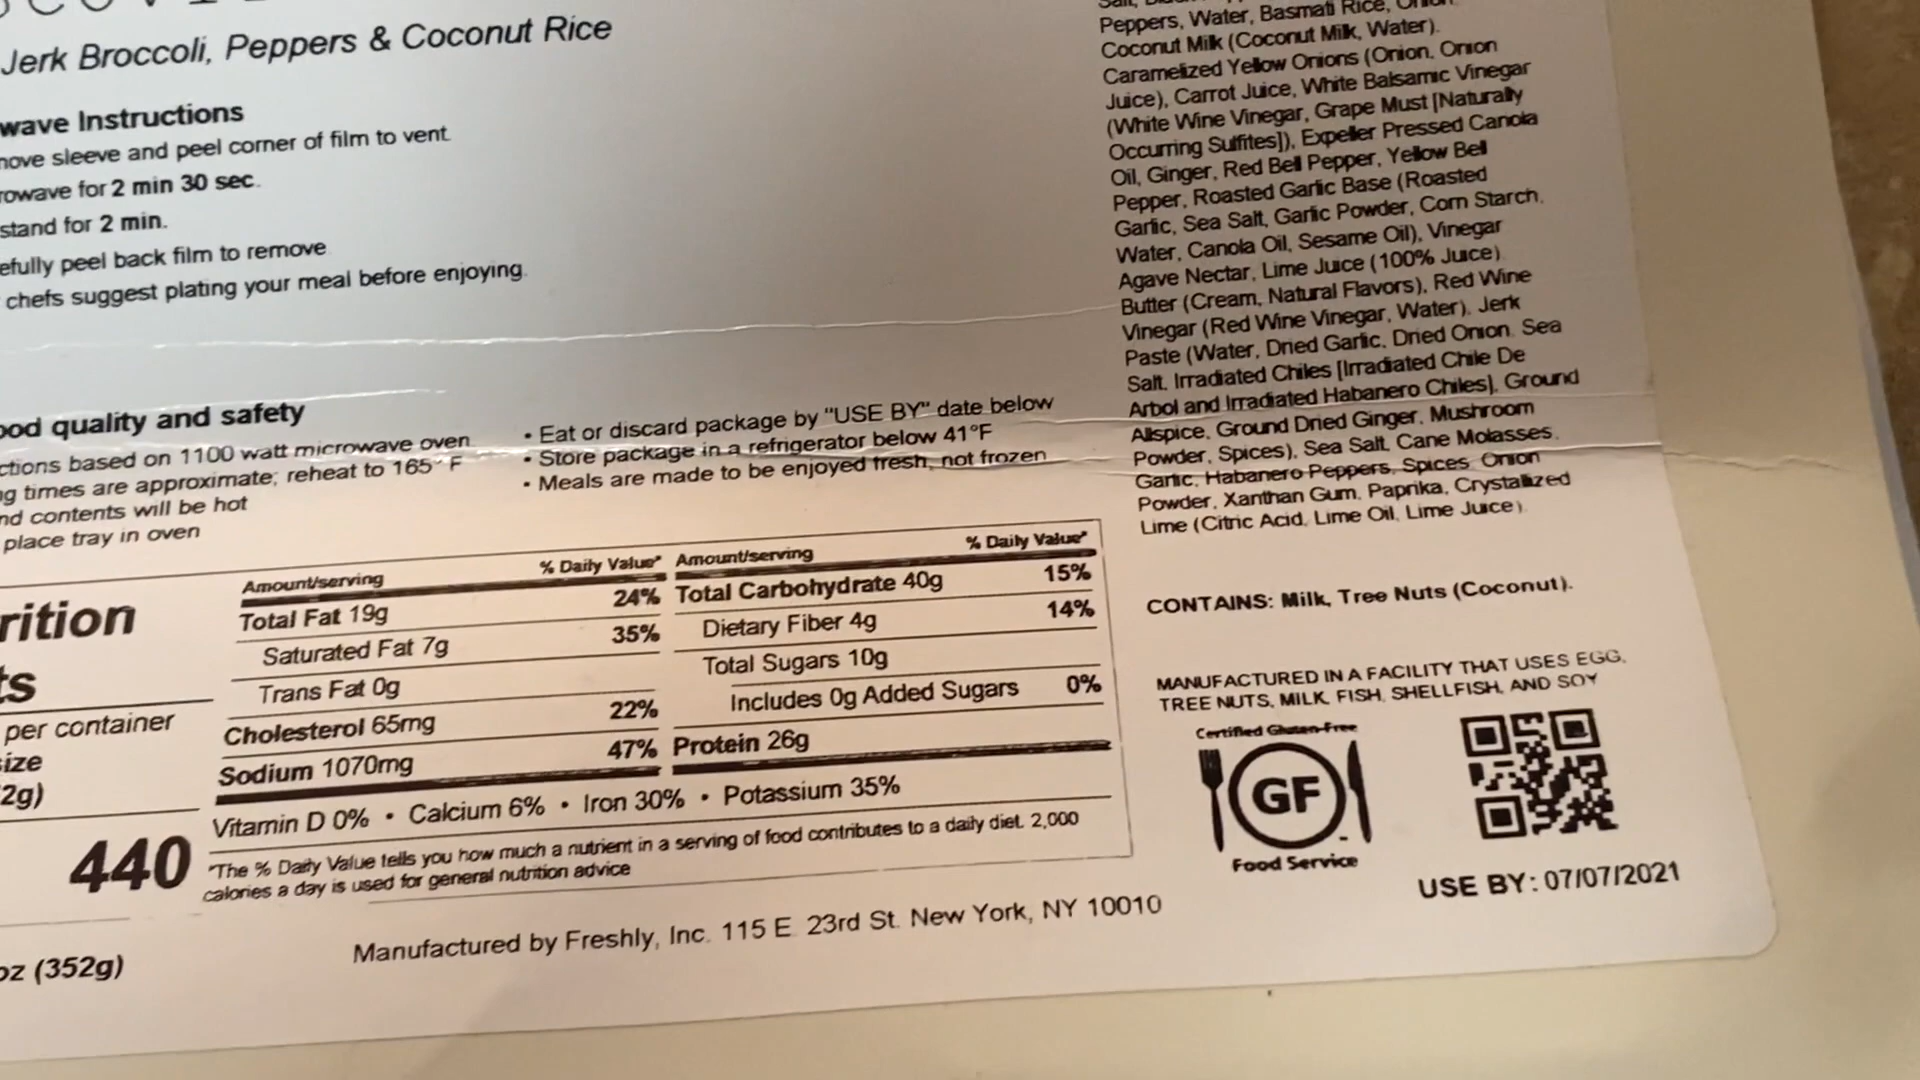 Jerk Broccoli, Peppers & Coconut Rice
wave Instructions
nove sleeve and peel corner of film to vent.
rowave for 2 min 30 sec.
stand for 2 min.
efully peel back film to remove
chefs suggest plating your meal before enjoying.
ood quality and safety
ctions based on 1100 watt microwave oven
g times are approximate; reheat to 165° F
nd contents will be hot
place tray in oven
• Eat or discard package by "USE BY" date below
• Store package in a refrigerator below 41°F
• Meals are made to be enjoyed fresh, not frozen
rition
ts
per container
size
2g)
440
oz (352g)
Amount/serving % Daily Value*
Total Fat 19g 24%
Saturated Fat 7g 35%
Trans Fat 0g
Cholesterol 65mg 22%
Sodium 1070mg 47%
Amount/serving % Daily Value*
Total Carbohydrate 40g 15%
Dietary Fiber 4g 14%
Total Sugars 10g
Includes 0g Added Sugars 0%
Protein 26g
Vitamin D 0% • Calcium 6% • Iron 30% • Potassium 35%
*The % Daily Value tells you how much a nutrient in a serving of food contributes to a daily diet. 2,000
calories a day is used for general nutrition advice
Manufactured by Freshly, Inc. 115 E. 23rd St. New York, NY 10010
Peppers, Water, Basmati Rice,
Coconut Milk (Coconut Milk, Water).
Caramelized Yellow Onions (Onion, Onion
Juice), Carrot Juice, White Balsamic Vinegar
(White Wine Vinegar, Grape Must [Naturally
Occurring Sulfites]), Expeller Pressed Canola
Oil, Ginger, Red Bell Pepper, Yellow Bell
Pepper, Roasted Garlic Base (Roasted
Garlic, Sea Salt, Garlic Powder, Corn Starch,
Water, Canola Oil, Sesame Oil), Vinegar
Agave Nectar, Lime Juice (100% Juice)
Butter (Cream, Natural Flavors), Red Wine
Vinegar (Red Wine Vinegar, Water), Jerk
Paste (Water, Dried Garlic, Dried Onion, Sea
Salt, Irradiated Chiles [Irradiated Chile De
Arbol and Irradiated Habanero Chiles], Ground
Allspice, Ground Dried Ginger, Mushroom
Powder, Spices), Sea Salt, Cane Molasses,
Garlic, Habanero Peppers, Spices, Onion
Powder, Xanthan Gum, Paprika, Crystallized
Lime (Citric Acid, Lime Oil, Lime Juice)
CONTAINS: Milk, Tree Nuts (Coconut).
MANUFACTURED IN A FACILITY THAT USES EGG,
TREE NUTS, MILK, FISH, SHELLFISH, AND SOY
Certified Gluten-Free
GF
Food Service
USE BY: 07/07/2021